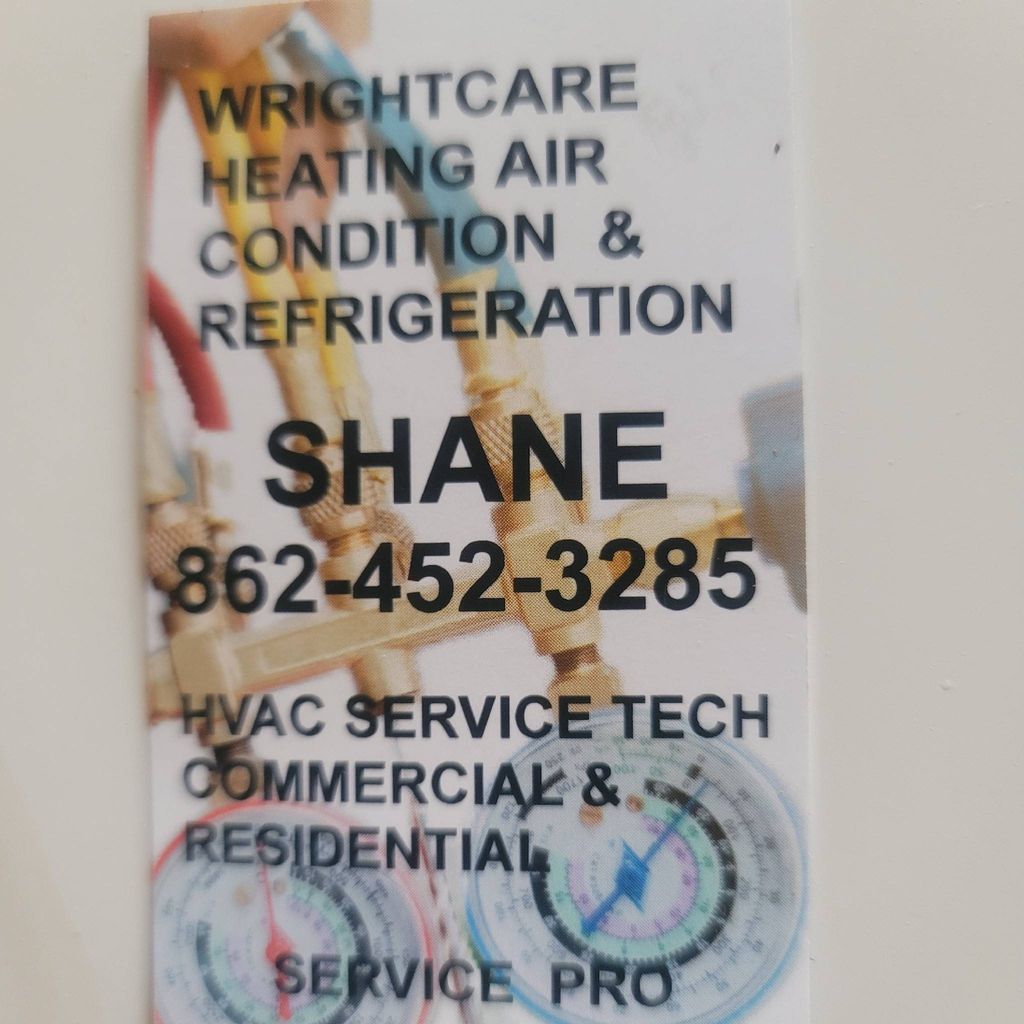 WRIGHTCARE
HEATING AIR
CONDITION & 
REFRIGERATION
SHANE
862-452-3285
HVAC SERVICE TECH
COMMERCIAL &
RESIDENTIAL
SERVICE PRO